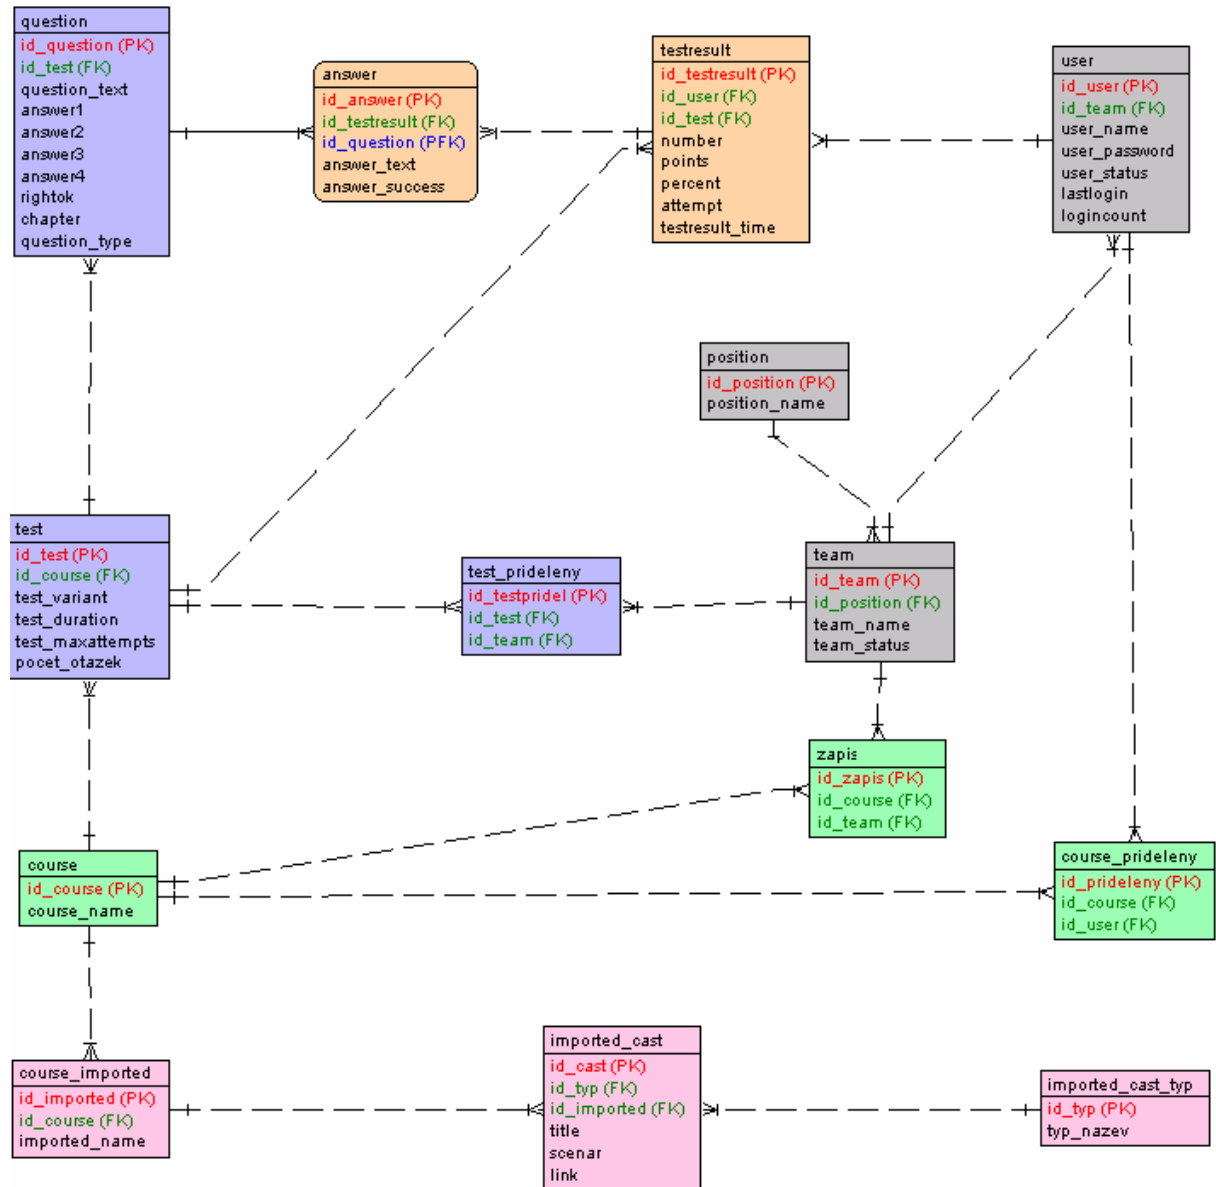 question
id_question (PK)
id_test (FK)
question_text
answer1
answer2
answer3
answer4
rightok
chapter
question_type
answer
id_answer (PK)
id_testresult (FK)
id_question (PFK)
answer_text
answer_success
testresult
id_testresult (PK)
id_user (FK)
id_test (FK)
number
points
percent
attempt
testresult_time
user
id_user (PK)
id_team (FK)
user_name
user_password
user_status
lastlogin
logincount
position
id_position (PK)
position_name
test
id_test (PK)
id_course (FK)
test_variant
test_duration
test_maxattempts
pocet_otazek
test_prideleny
id_testpridel (PK)
id_test (FK)
id_team (FK)
team
id_team (PK)
id_position (FK)
team_name
team_status
zapis
id_zapis (PK)
id_course (FK)
id_team (FK)
course
id_course (PK)
course_name
course_prideleny
id_prideleny (PK)
id_course (FK)
id_user (FK)
course_imported
id_imported (PK)
id_course (FK)
imported_name
imported_cast
id_cast (PK)
id_typ (FK)
id_imported (FK)
title
scenar
link
imported_cast_typ
id_typ (PK)
typ_nazev